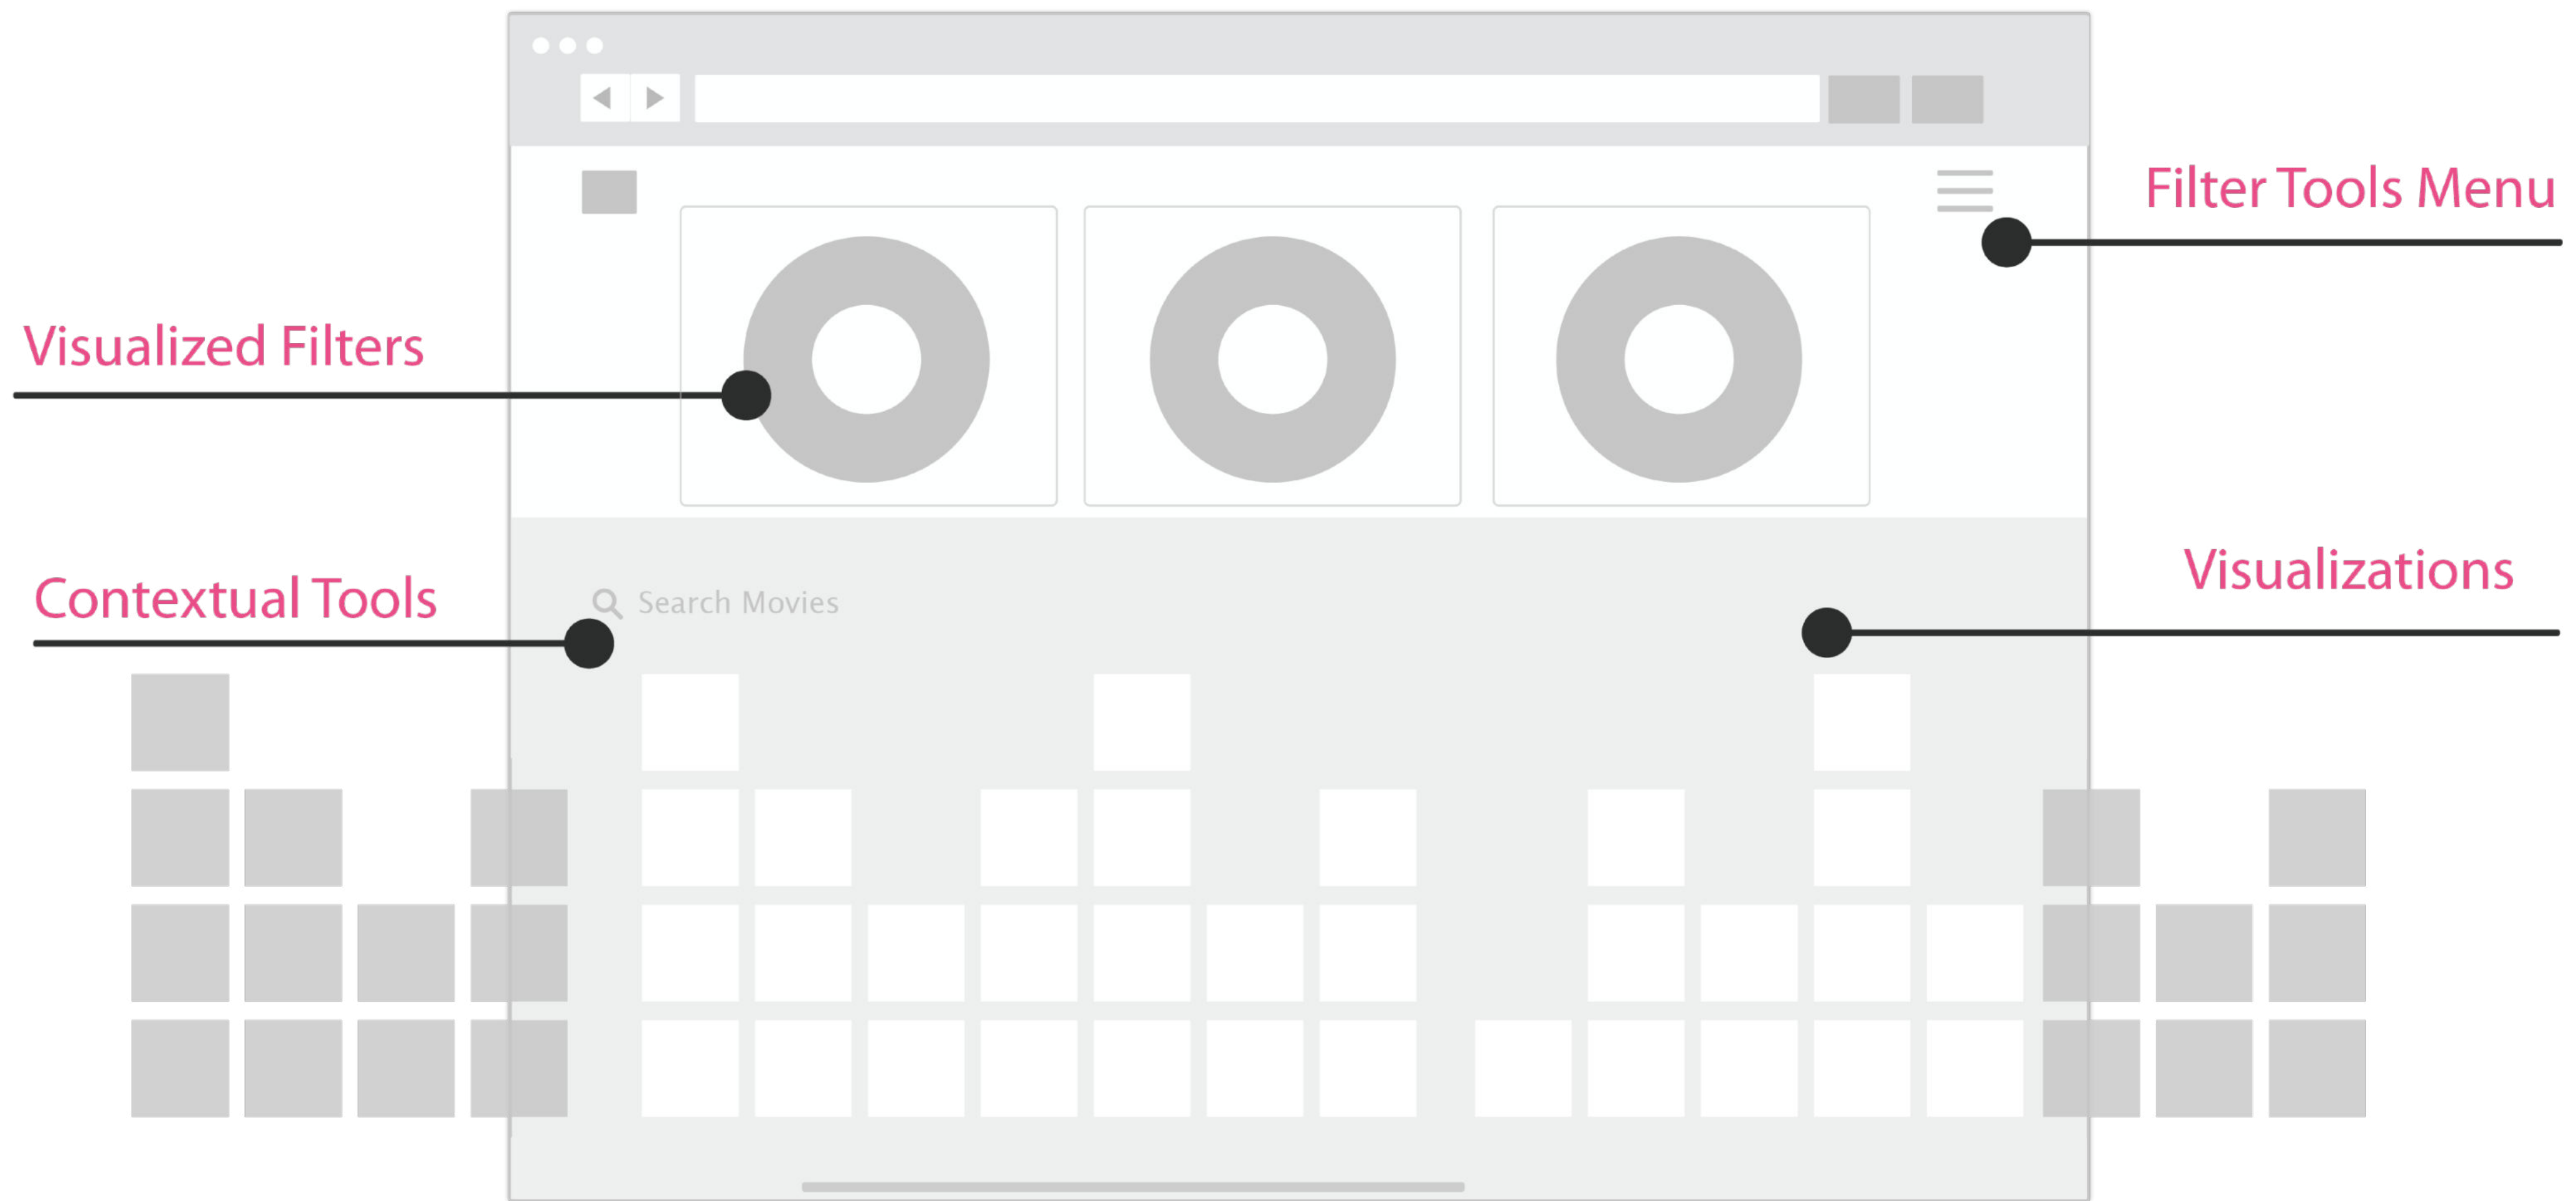 Filter Tools Menu
Visualized Filters
Visualizations
Contextual Tools
Search Movies